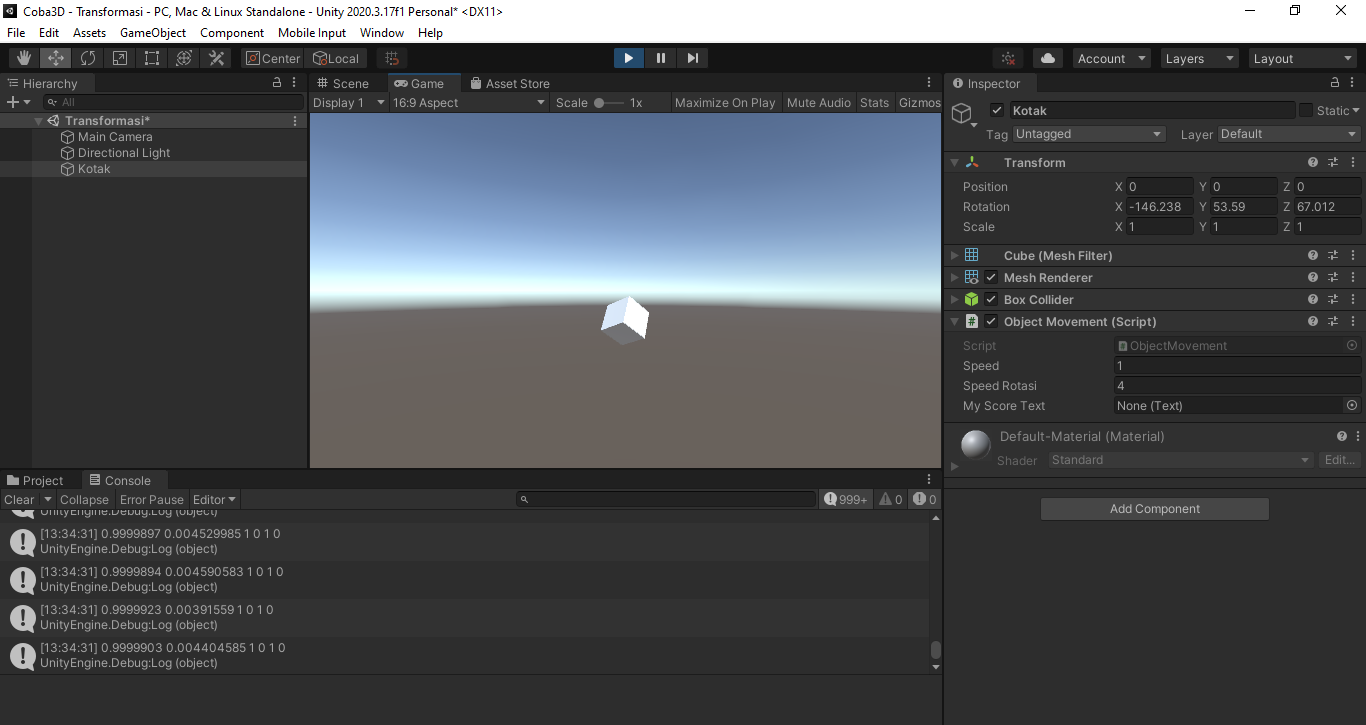 Coba3D - Transformasi - PC, Mac & Linux Standalone - Unity 2020.3.17f1 Personal* <DX11>
File Edit Assets GameObject Component Mobile Input Window Help
Center Local Account Layers Layout
Hierarchy
All
Transformasi*
Main Camera
Directional Light
Kotak
Scene Game Asset Store
Display 1 16:9 Aspect Scale 1x Maximize On Play Mute Audio Stats Gizmos
Inspector
Kotak Static
Tag Untagged Layer Default
Transform
Position X 0 Y 0 Z 0
Rotation X -146.238 Y 53.59 Z 67.012
Scale X 1 Y 1 Z 1
Cube (Mesh Filter)
Mesh Renderer
Box Collider
Object Movement (Script)
Script ObjectMovement
Speed 1
Speed Rotasi 4
My Score Text None (Text)
Default-Material (Material)
Shader Standard Edit...
Add Component
Project Console
Clear Collapse Error Pause Editor 999+ 0 0
UnityEngine.Debug:Log (object)
[13:34:31] 0.9999897 0.004529985 1 0 1 0
UnityEngine.Debug:Log (object)
[13:34:31] 0.9999894 0.004590583 1 0 1 0
UnityEngine.Debug:Log (object)
[13:34:31] 0.9999923 0.00391559 1 0 1 0
UnityEngine.Debug:Log (object)
[13:34:31] 0.9999903 0.004404585 1 0 1 0
UnityEngine.Debug:Log (object)